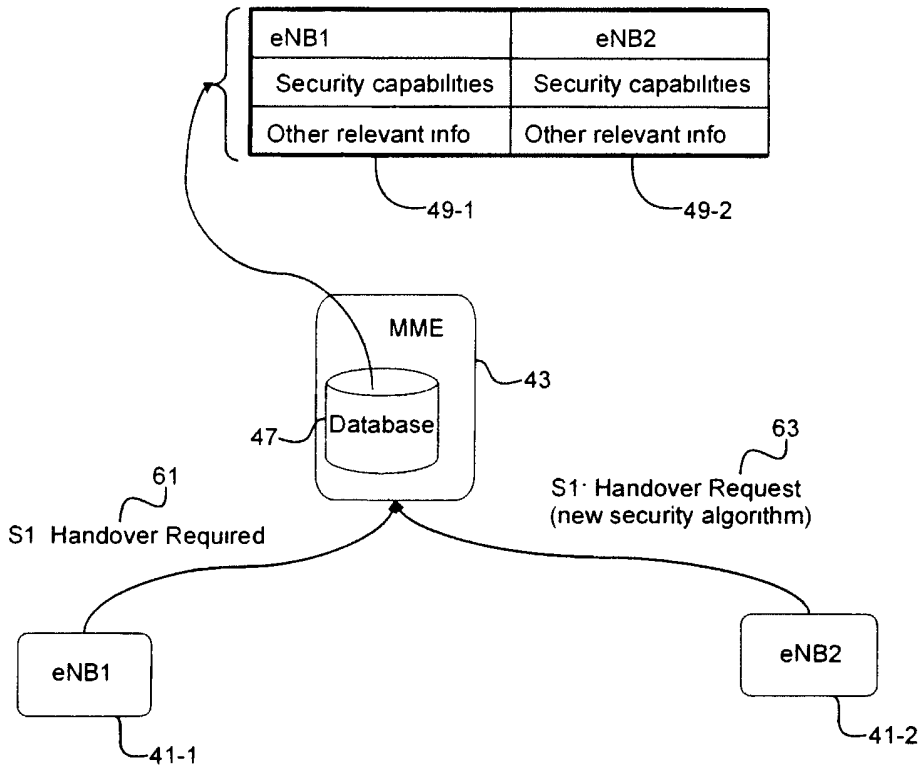 eNB1 eNB2
Security capabilities Security capabilities
Other relevant info Other relevant info
49-1 49-2
MME
43
Database
47
63
61
S1: Handover Request
(new security algorithm)
S1 Handover Required
eNB1
eNB2
41-1
41-2